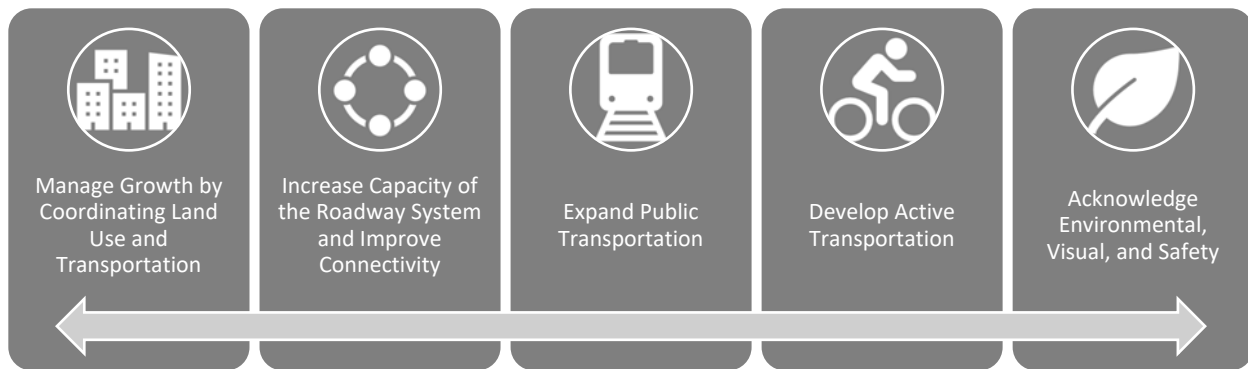 Manage Growth by
Coordinating Land
Use and
Transportation
Increase Capacity of
the Roadway System
and Improve
Connectivity
Expand Public
Transportation
Develop Active
Transportation
Acknowledge
Environmental,
Visual, and Safety